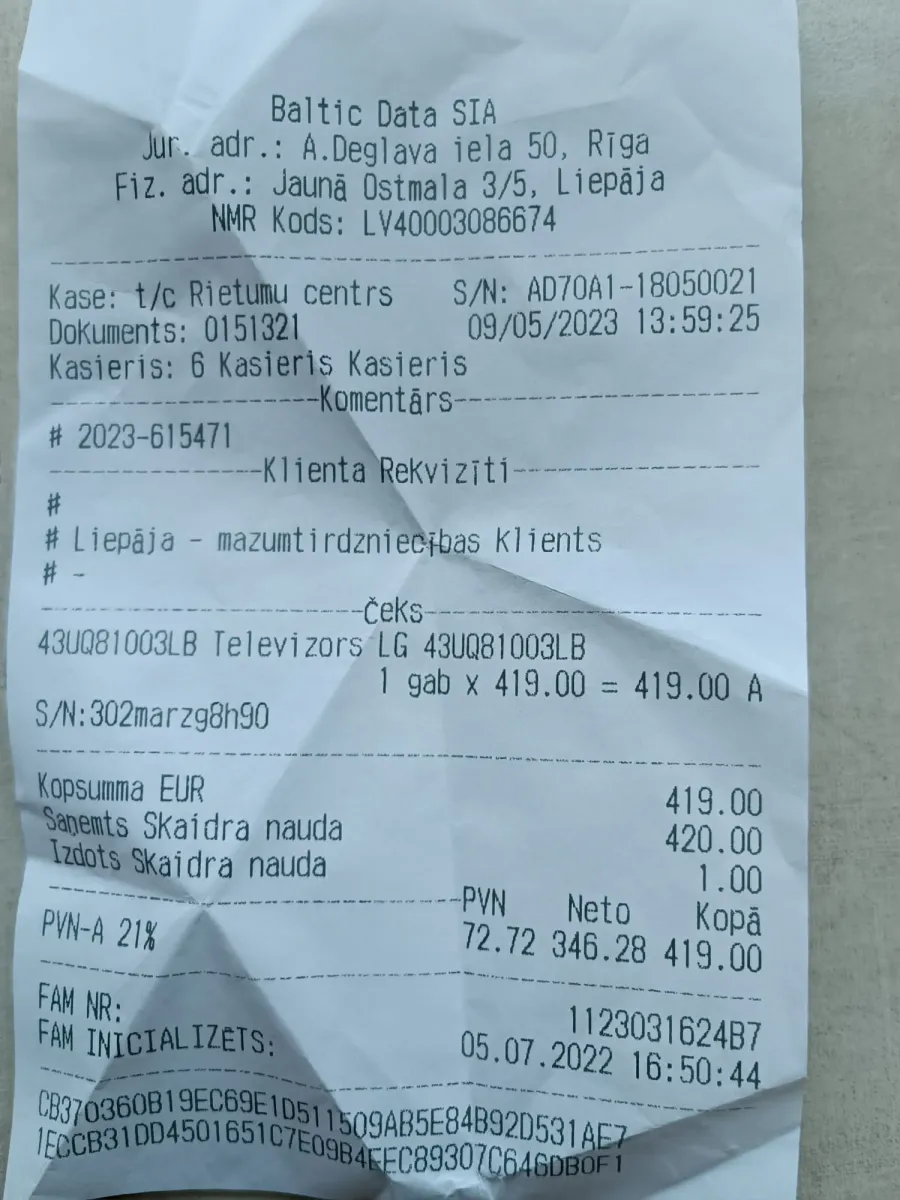 Baltic Data SIA
Jur. adr.: A.Deglava iela 50, Rīga
Fiz. adr.: Jaunā Ostmala 3/5, Liepāja
NMR Kods: LV40003086674
Kase: t/c Rietumu centrs S/N: AD70A1-18050021
Dokuments: 0151321 09/05/2023 13:59:25
Kasieris: 6 Kasieris Kasieris
Komentārs
# 2023-615471
Klienta Rekvizīti
#
# Liepāja - mazumtirdzniecības Klients
# -
Čeks
43UQ81003LB Televizors LG 43UQ81003LB
1 gab x 419.00 = 419.00 A
S/N:302marzg8h90
Kopsumma EUR 419.00
Saņemts Skaidra nauda 420.00
Izdots Skaidra nauda 1.00
PVN Neto Kopā
PVN-A 21% 72.72 346.28 419.00
FAM NR: 1123031624B7
FAM INICIALIZĒTS: 05.07.2022 16:50:44
CB370360B19EC69E1D511509AB5E84B92D531AE7
1ECCB31DD4501651C7E09B4EEC89307C646DB0F1